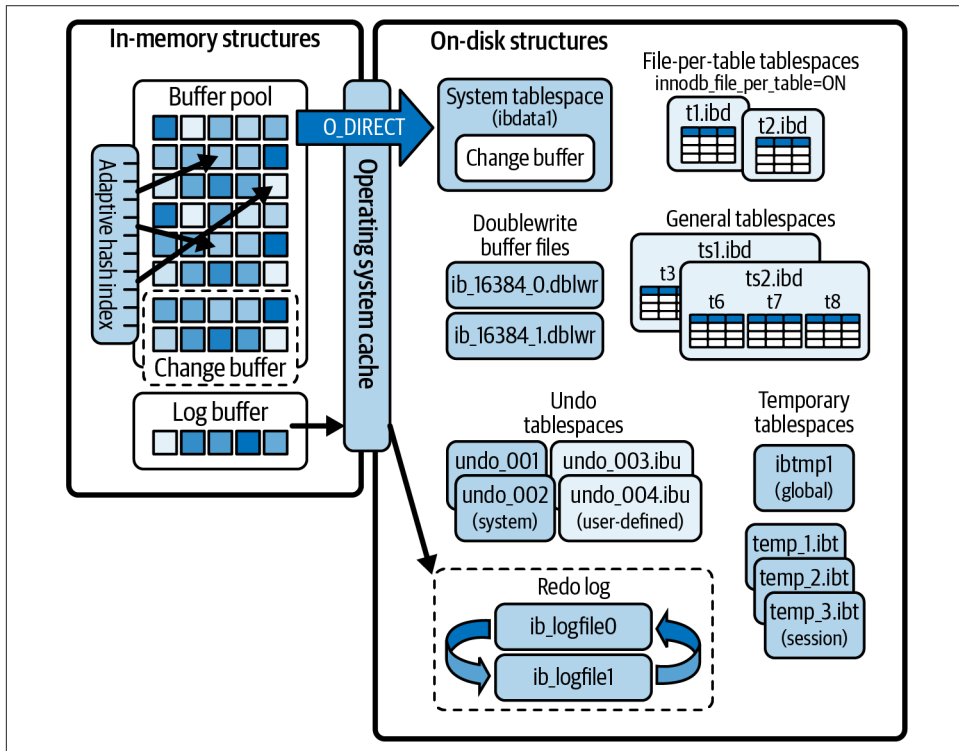 In-memory structures
Buffer pool
Adaptive hash index
Change buffer
Log buffer
O_DIRECT
Operating system cache
On-disk structures
System tablespace
(ibdata1)
Change buffer
File-per-table tablespaces
innodb_file_per_table=ON
t1.ibd
t2.ibd
Doublewrite
buffer files
ib_16384_0.dblwr
ib_16384_1.dblwr
General tablespaces
ts1.ibd
t3
ts2.ibd
t6
t7
t8
Undo
tablespaces
undo_001
undo_002
(system)
undo_003.ibu
undo_004.ibu
(user-defined)
Temporary
tablespaces
ibtmp1
(global)
temp_1.ibt
temp_2.ibt
temp_3.ibt
(session)
Redo log
ib_logfile0
ib_logfile1